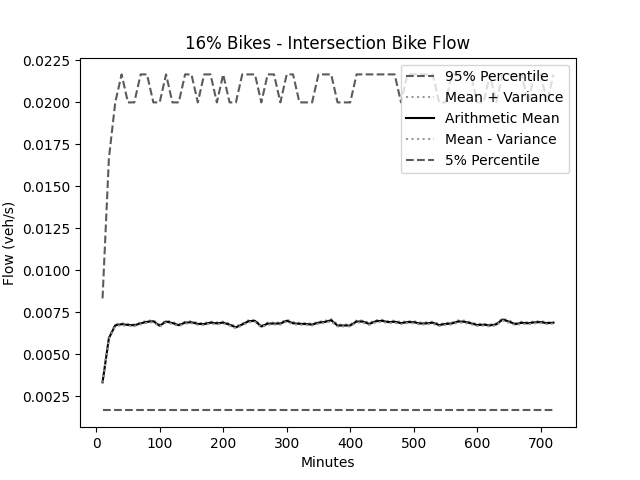 16% Bikes - Intersection Bike Flow
0.0225
0.0200
0.0175
0.0150
0.0125
0.0100
0.0075
0.0050
0.0025
Flow (veh/s)
95% Percentile
Mean + Variance
Arithmetic Mean
Mean - Variance
5% Percentile
0 100 200 300 400 500 600 700
Minutes